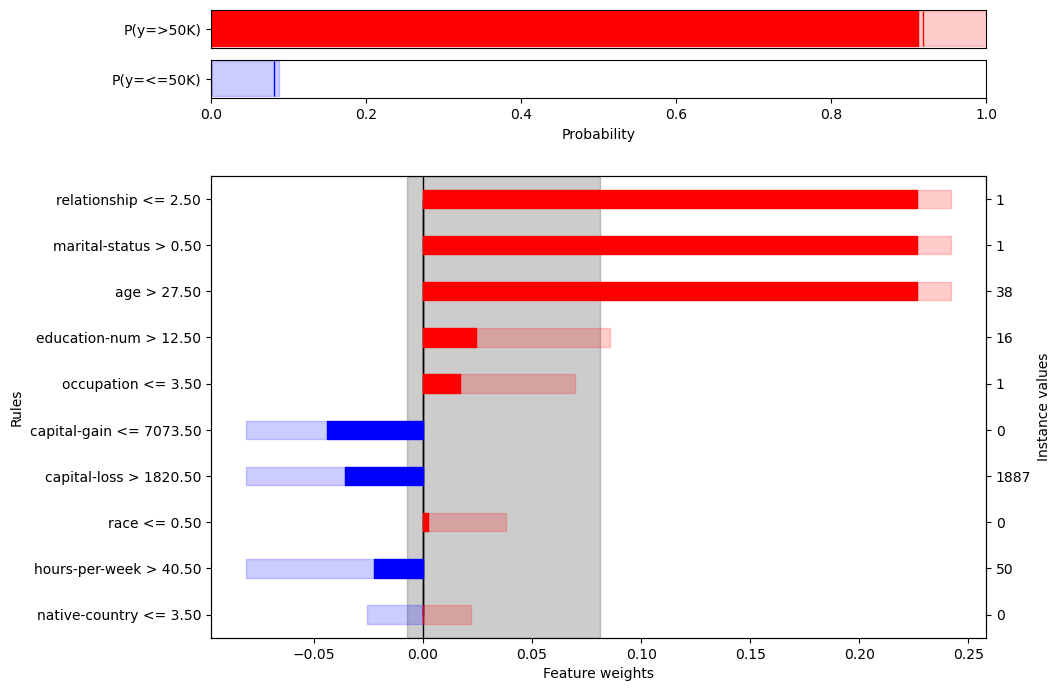 P(y=>50K)
P(y=<=50K)
0.0 0.2 0.4 0.6 0.8 1.0
Probability
relationship <= 2.50 1
marital-status > 0.50 1
age > 27.50 38
education-num > 12.50 16
occupation <= 3.50 1
Rules
Instance values
capital-gain <= 7073.50 0
capital-loss > 1820.50 1887
race <= 0.50 0
hours-per-week > 40.50 50
native-country <= 3.50 0
−0.05 0.00 0.05 0.10 0.15 0.20 0.25
Feature weights